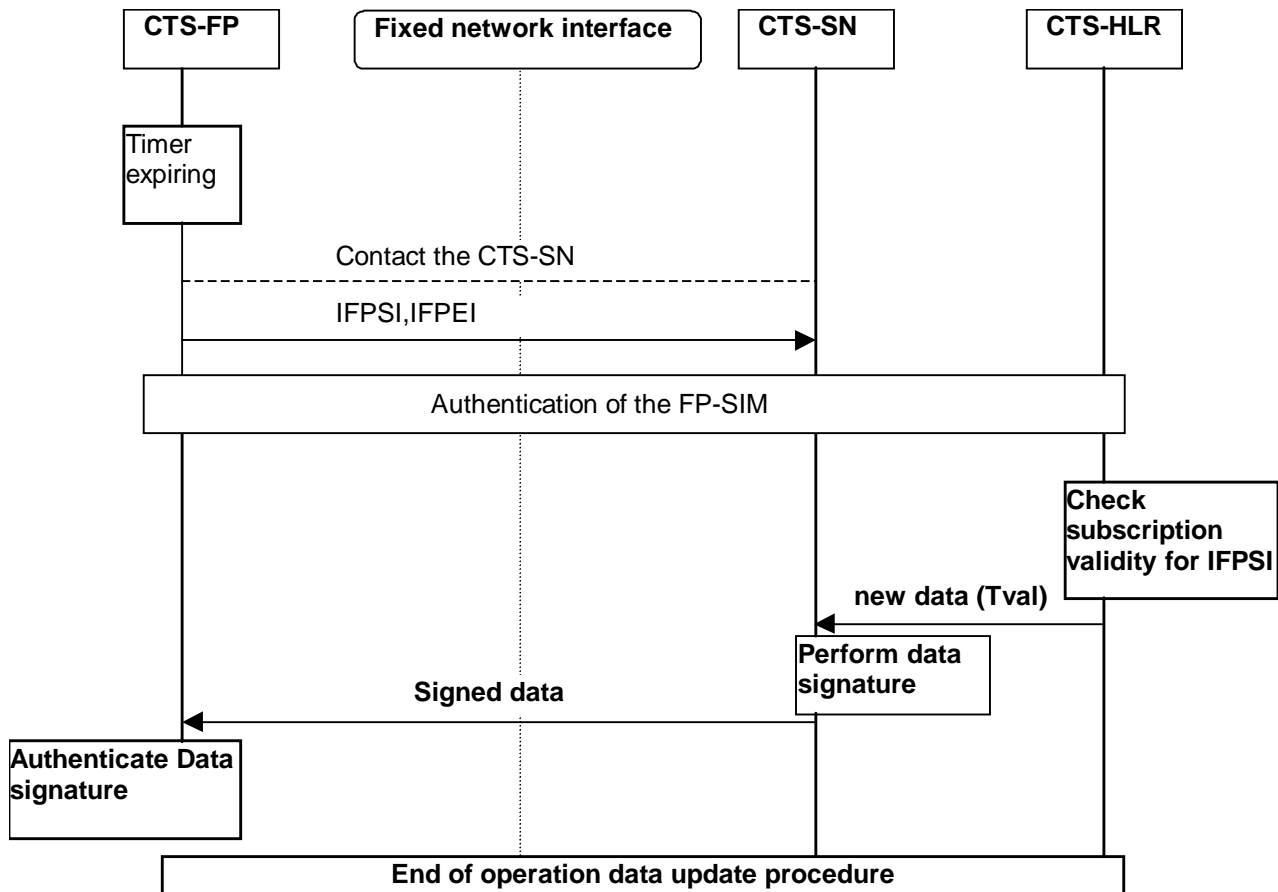 CTS-FP
Fixed network interface
CTS-SN
CTS-HLR
Timer
expiring
Contact the CTS-SN
IFPSI,IFPEI
Authentication of the FP-SIM
Check
subscription
validity for IFPSI
new data (Tval)
Perform data
signature
Signed data
Authenticate Data
signature
End of operation data update procedure